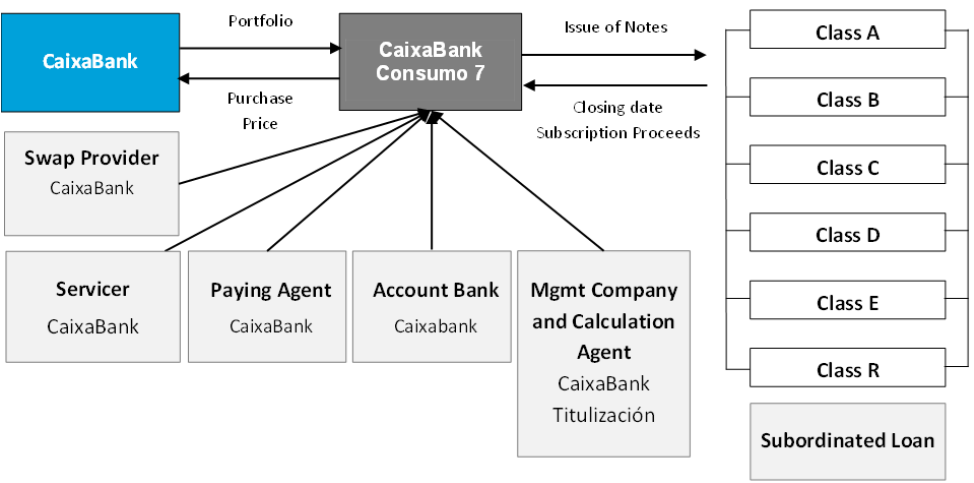 CaixaBank
Portfolio
Purchase
Price
CaixaBank
Consumo 7
Issue of Notes
Closing date
Subscription Proceeds
Class A
Class B
Class C
Class D
Class E
Class R
Subordinated Loan
Swap Provider
CaixaBank
Servicer
CaixaBank
Paying Agent
CaixaBank
Account Bank
Caixabank
Mgmt Company
and Calculation
Agent
CaixaBank
Titulización